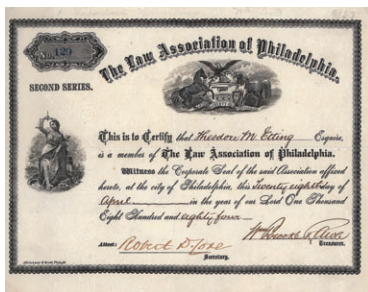 No. 129
The Law Association of Philadelphia.
SECOND SERIES.
This is to Certify that Theodore M. Etting Esquire,
is a member of The Law Association of Philadelphia.
Witness the Corporate Seal of the said Association affixed
hereto, at the city of Philadelphia, this twenty eighth day of
April in the year of our Lord One Thousand
Eight Hundred and eighty four
Attest: Robert D. Coxe
Treasurer.
Secretary.